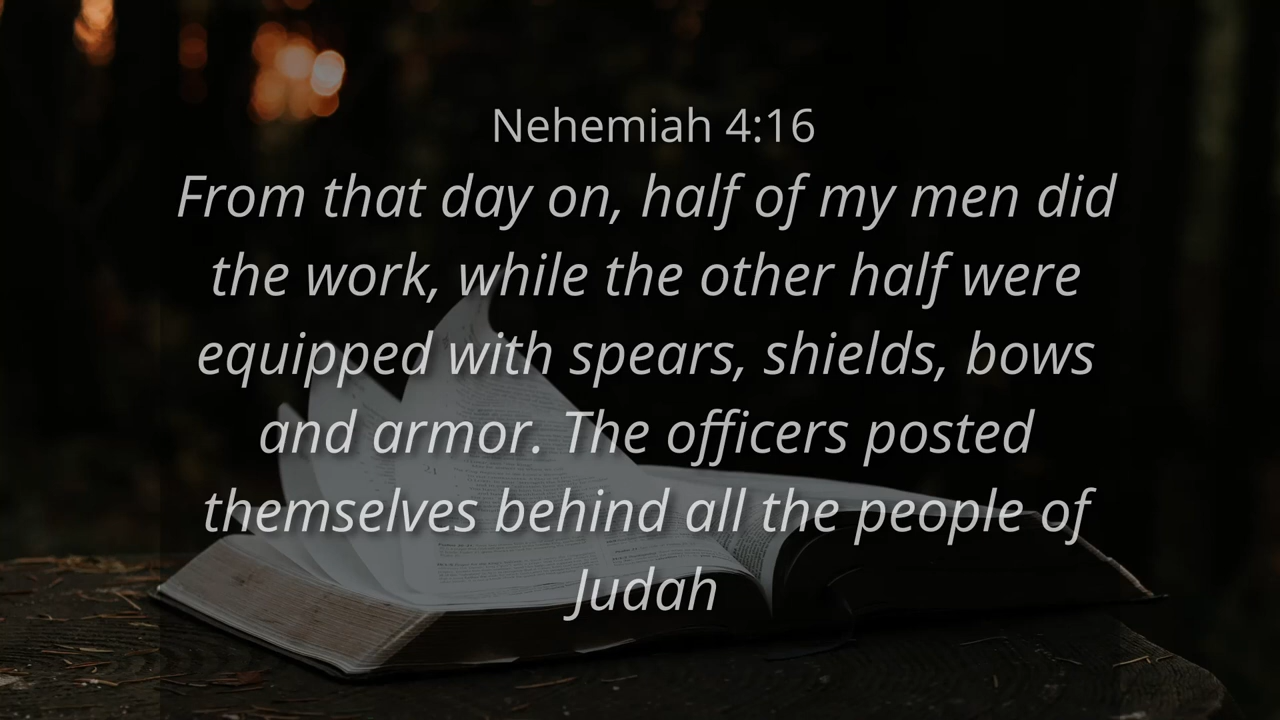 Nehemiah 4:16
From that day on, half of my men did
the work, while the other half were
equipped with spears, shields, bows
and armor. The officers posted
themselves behind all the people of
Judah